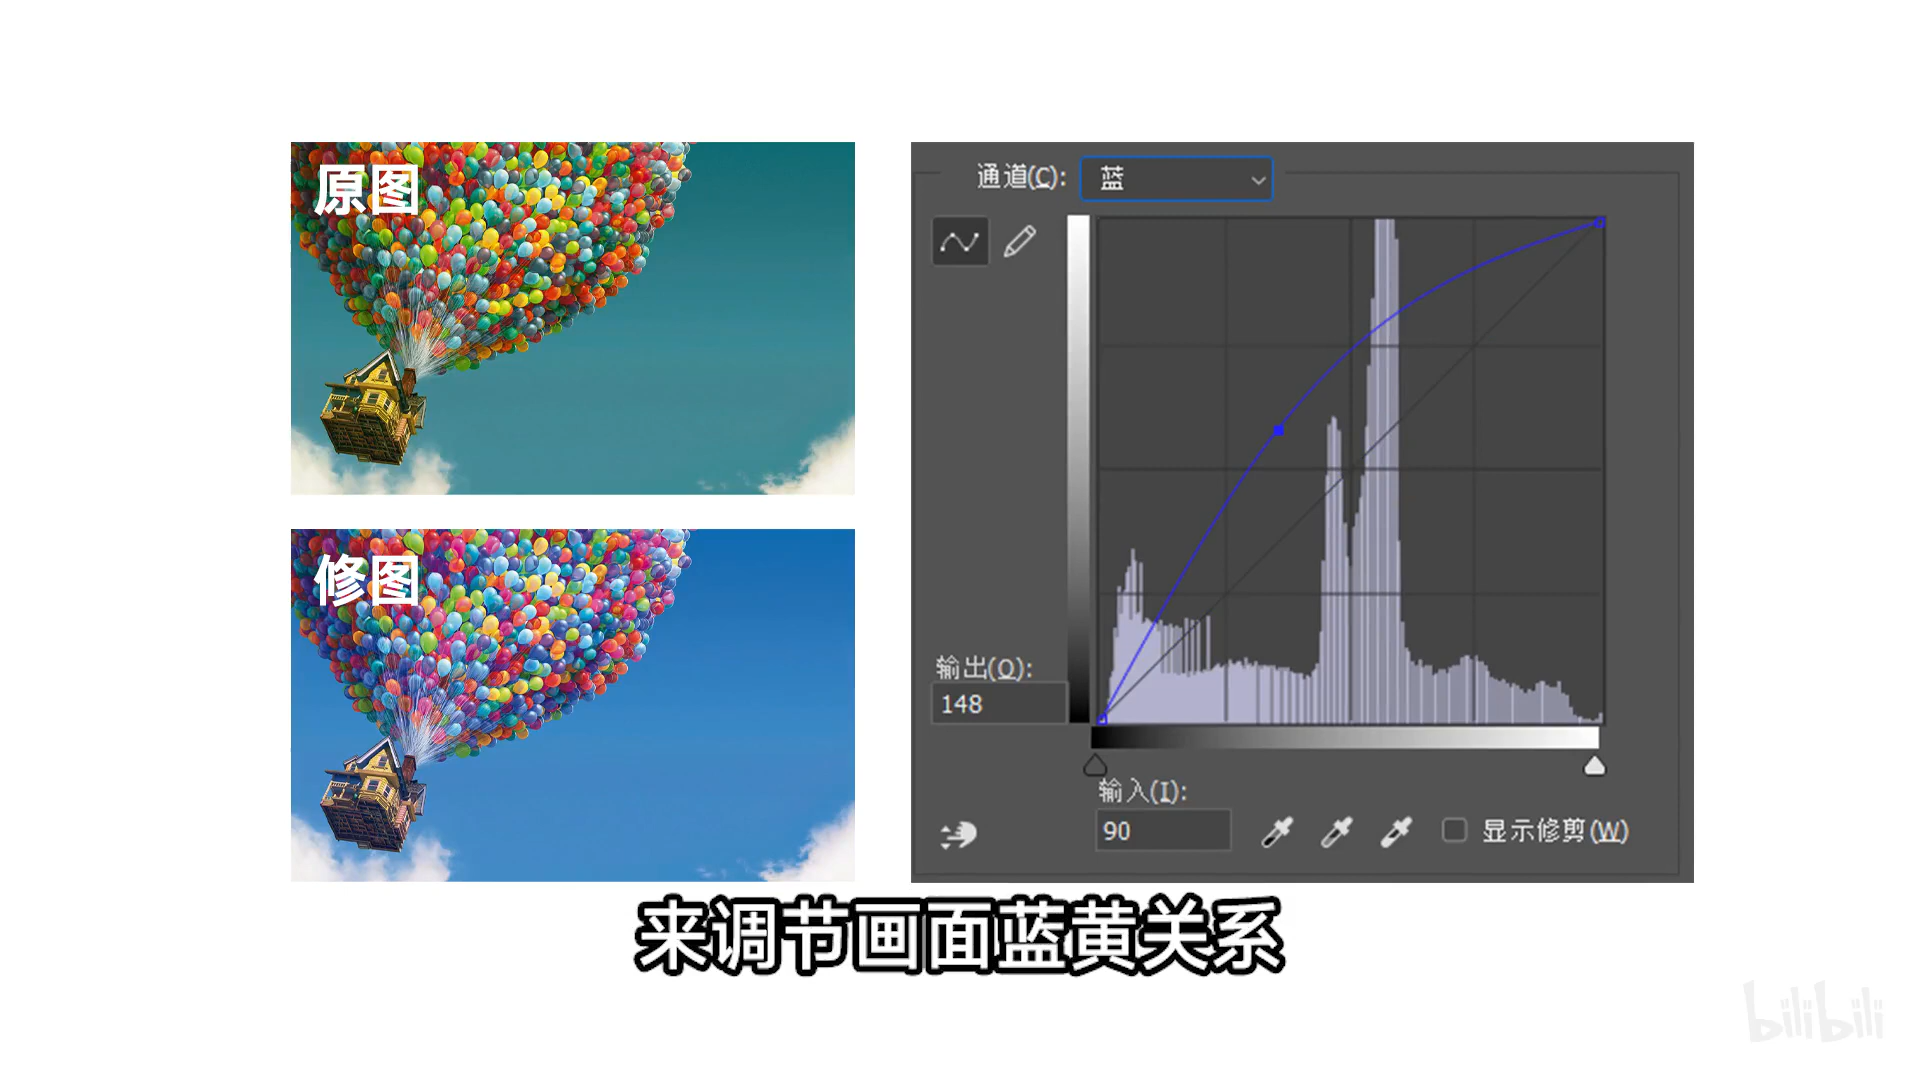 原图
修图
通道(C):
蓝
输出(O):
148
输入(I):
90
显示修剪(W)
来调节画面蓝黄关系
bilibili